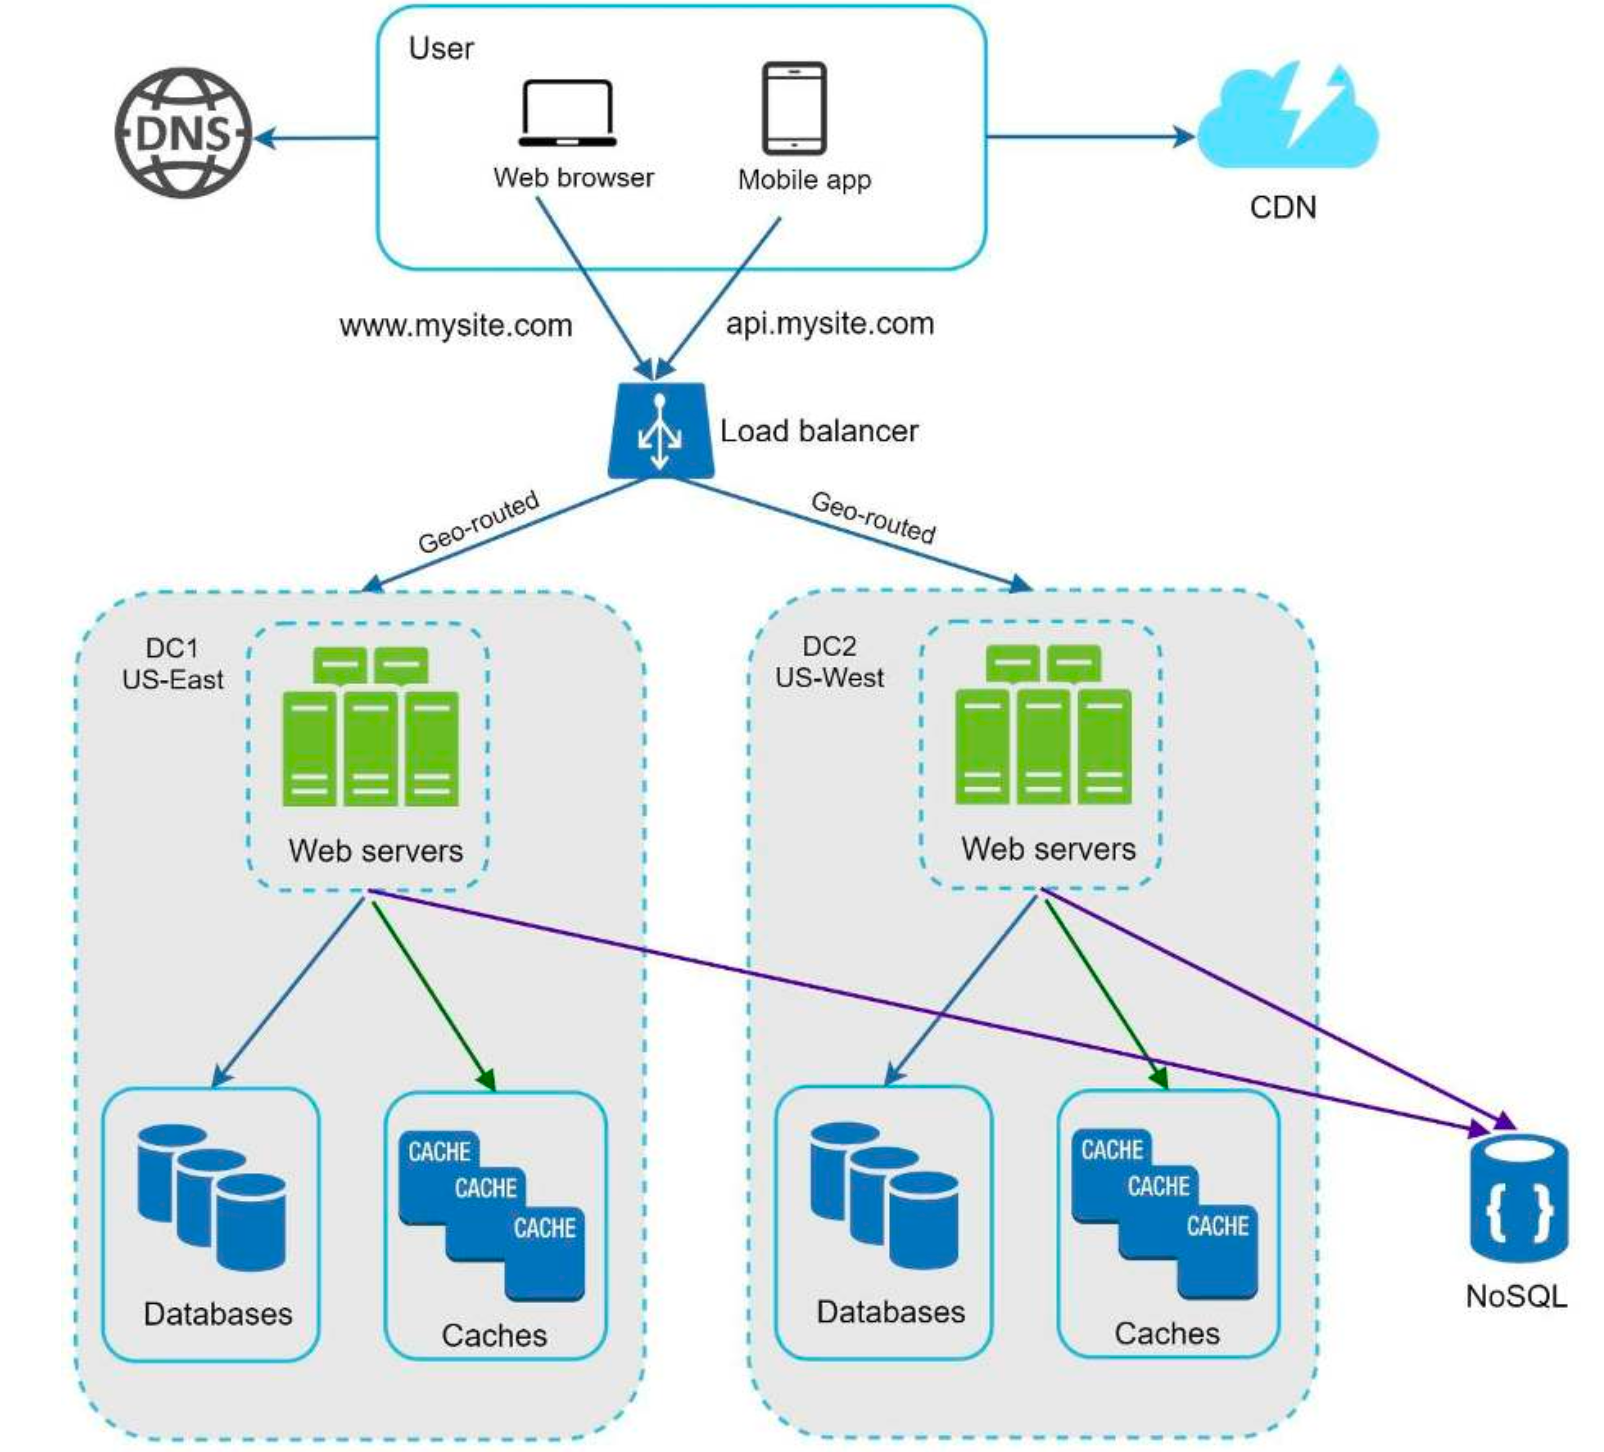 User
DNS
Web browser
Mobile app
CDN
www.mysite.com
api.mysite.com
Load balancer
Geo-routed
Geo-routed
DC1
US-East
Web servers
DC2
US-West
Web servers
CACHE
CACHE
CACHE
Databases
Caches
CACHE
CACHE
CACHE
Databases
Caches
{ }
NoSQL